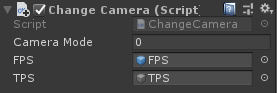 Change Camera (Script)
Script ChangeCamera
Camera Mode 0
FPS FPS
TPS TPS